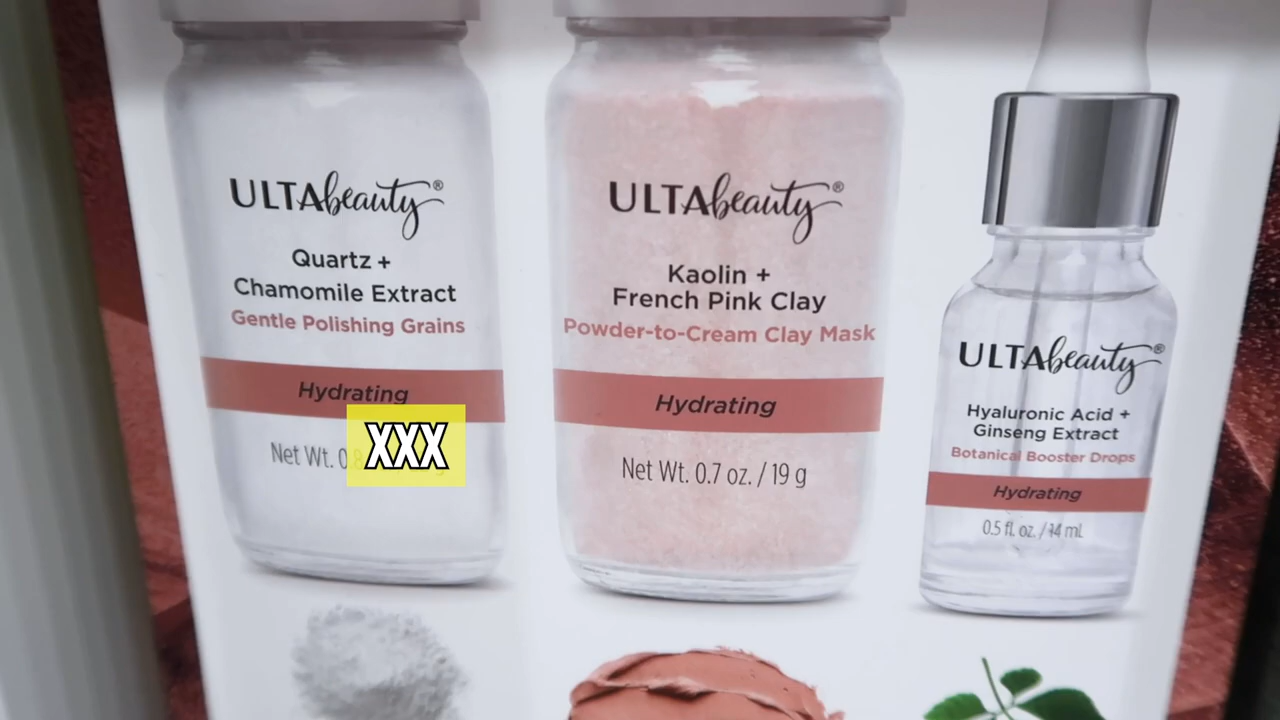 ULTAbeauty®
Quartz +
Chamomile Extract
Gentle Polishing Grains
Hydrating
Net Wt.
XXX
ULTAbeauty®
Kaolin +
French Pink Clay
Powder-to-Cream Clay Mask
Hydrating
Net Wt. 0.7 oz. / 19 g
ULTAbeauty®
Hyaluronic Acid +
Ginseng Extract
Botanical Booster Drops
Hydrating
0.5 fl. oz. / 14 mL